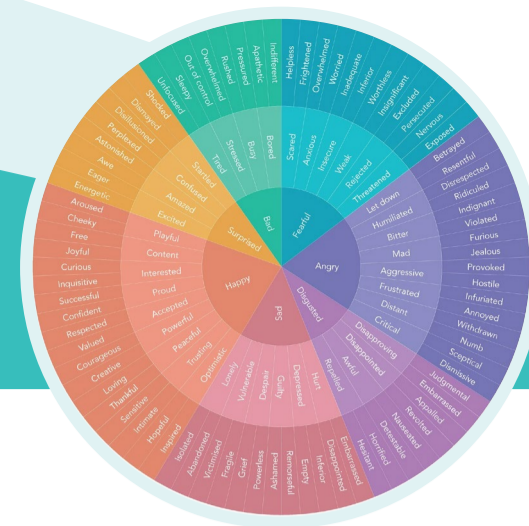 Fearful
Angry
Disgusted
Sad
Happy
Surprised
Bad
Scared
Anxious
Insecure
Weak
Rejected
Threatened
Let down
Humiliated
Bitter
Mad
Aggressive
Frustrated
Distant
Critical
Disapproving
Disappointed
Awful
Repelled
Hurt
Depressed
Guilty
Despair
Vulnerable
Lonely
Optimistic
Trusting
Peaceful
Powerful
Accepted
Proud
Interested
Content
Playful
Excited
Amazed
Confused
Startled
Tired
Stressed
Busy
Bored
Helpless
Frightened
Overwhelmed
Worried
Inadequate
Inferior
Worthless
Insignificant
Excluded
Persecuted
Nervous
Exposed
Betrayed
Resentful
Disrespected
Ridiculed
Indignant
Violated
Furious
Jealous
Provoked
Hostile
Infuriated
Annoyed
Withdrawn
Numb
Sceptical
Dismissive
Judgmental
Embarrassed
Appalled
Revolted
Nauseated
Detestable
Horrified
Hesitant
Embarrassed
Disappointed
Inferior
Empty
Remorseful
Ashamed
Powerless
Grief
Fragile
Victimised
Abandoned
Isolated
Inspired
Hopeful
Intimate
Sensitive
Thankful
Loving
Creative
Courageous
Valued
Respected
Confident
Successful
Inquisitive
Curious
Joyful
Free
Cheeky
Aroused
Energetic
Eager
Awe
Astonished
Perplexed
Disillusioned
Dismayed
Shocked
Unfocused
Sleepy
Out of control
Overwhelmed
Rushed
Pressured
Apathetic
Indifferent